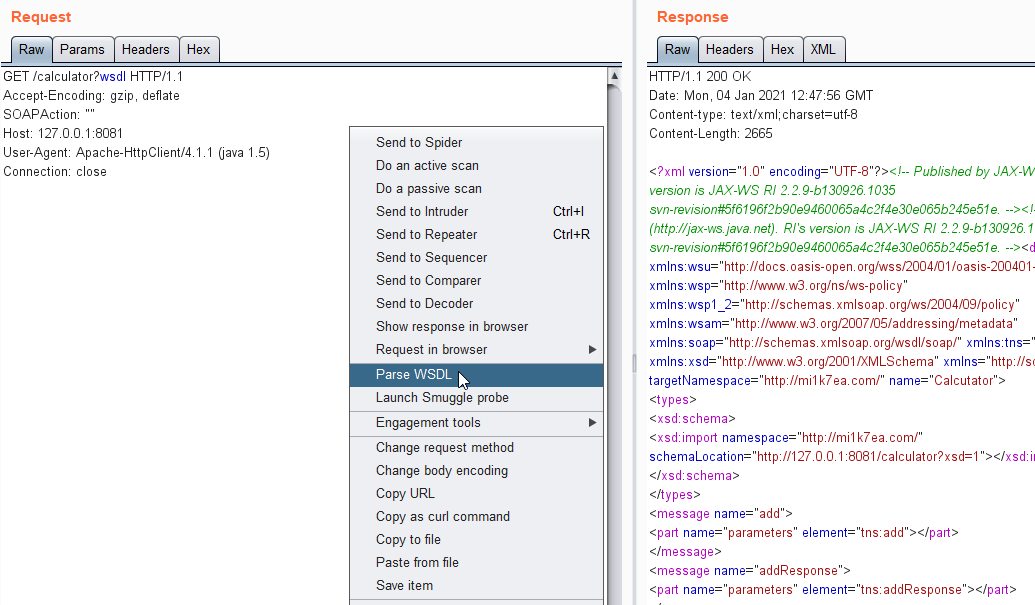 Request
Raw Params Headers Hex
GET /calculator?wsdl HTTP/1.1
Accept-Encoding: gzip, deflate
SOAPAction: ""
Host: 127.0.0.1:8081
User-Agent: Apache-HttpClient/4.1.1 (java 1.5)
Connection: close
Send to Spider
Do an active scan
Do a passive scan
Send to Intruder Ctrl+I
Send to Repeater Ctrl+R
Send to Sequencer
Send to Comparer
Send to Decoder
Show response in browser
Request in browser
Parse WSDL
Launch Smuggle probe
Engagement tools
Change request method
Change body encoding
Copy URL
Copy as curl command
Copy to file
Paste from file
Save item
Response
Raw Headers Hex XML
HTTP/1.1 200 OK
Date: Mon, 04 Jan 2021 12:47:56 GMT
Content-type: text/xml;charset=utf-8
Content-Length: 2665
<?xml version="1.0" encoding="UTF-8"?><!-- Published by JAX-W
version is JAX-WS RI 2.2.9-b130926.1035
svn-revision#5f6196f2b90e9460065a4c2f4e30e065b245e51e. --><!-
(http://jax-ws.java.net). RI's version is JAX-WS RI 2.2.9-b130926.1
svn-revision#5f6196f2b90e9460065a4c2f4e30e065b245e51e. --><d
xmlns:wsu="http://docs.oasis-open.org/wss/2004/01/oasis-200401-
xmlns:wsp="http://www.w3.org/ns/ws-policy"
xmlns:wsp1_2="http://schemas.xmlsoap.org/ws/2004/09/policy"
xmlns:wsam="http://www.w3.org/2007/05/addressing/metadata"
xmlns:soap="http://schemas.xmlsoap.org/wsdl/soap/" xmlns:tns="
xmlns:xsd="http://www.w3.org/2001/XMLSchema" xmlns="http://sc
targetNamespace="http://mi1k7ea.com/" name="Calcutator">
<types>
<xsd:schema>
<xsd:import namespace="http://mi1k7ea.com/"
schemaLocation="http://127.0.0.1:8081/calculator?xsd=1"></xsd:i
</xsd:schema>
</types>
<message name="add">
<part name="parameters" element="tns:add"></part>
</message>
<message name="addResponse">
<part name="parameters" element="tns:addResponse"></part>